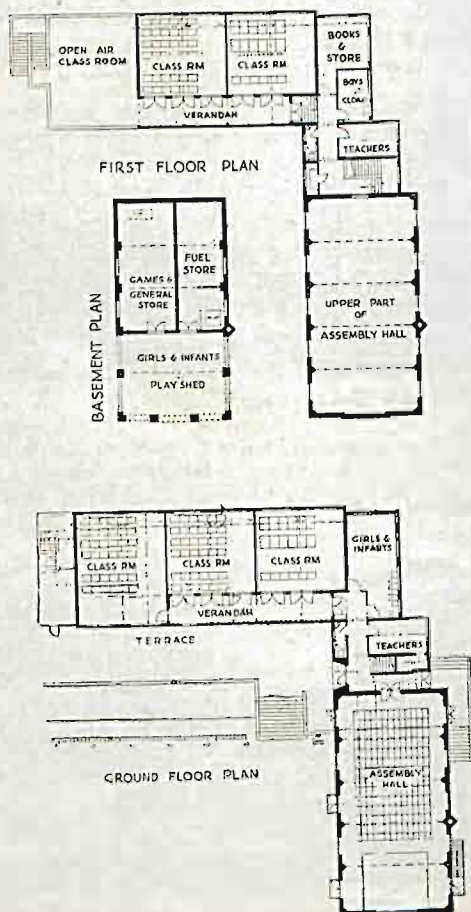 OPEN AIR
CLASS ROOM
CLASS RM
CLASS RM
BOOKS
&
STORE
BOYS
CLOAK
VERANDAH
TEACHERS
FIRST FLOOR PLAN
BASEMENT PLAN
GAMES &
GENERAL
STORE
FUEL
STORE
GIRLS & INFANTS
PLAY SHED
UPPER PART
OF
ASSEMBLY HALL
CLASS RM
CLASS RM
CLASS RM
GIRLS &
INFANTS
VERANDAH
TERRACE
TEACHERS
GROUND FLOOR PLAN
ASSEMBLY
HALL